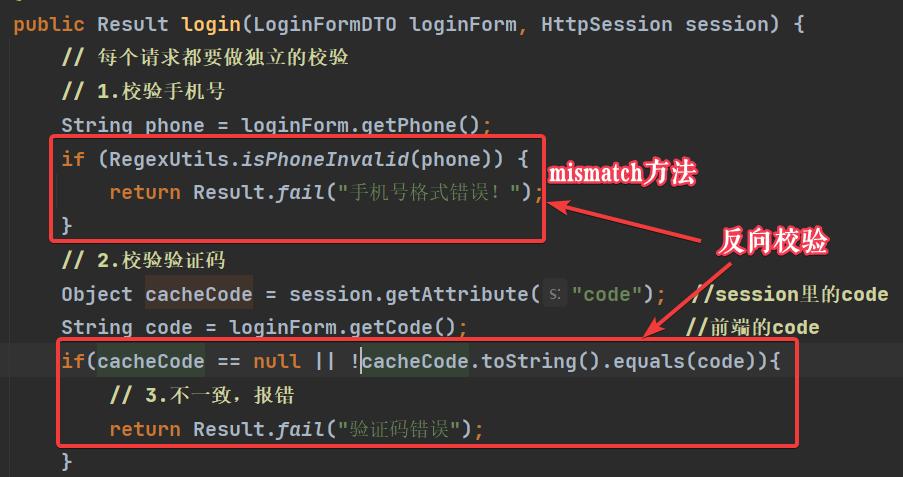 public Result login(LoginFormDTO loginForm, HttpSession session) {
// 每个请求都要做独立的校验
// 1.校验手机号
String phone = loginForm.getPhone();
if (RegexUtils.isPhoneInvalid(phone)) {
return Result.fail("手机号格式错误！");
mismatch方法
}
反向校验
// 2.校验验证码
Object cacheCode = session.getAttribute( s: "code"); //session里的code
String code = loginForm.getCode(); //前端的code
if(cacheCode == null || !cacheCode.toString().equals(code)){
// 3.不一致，报错
return Result.fail("验证码错误");
}